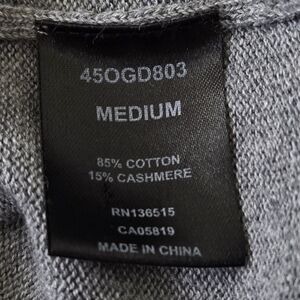 45OGD803
MEDIUM
85% COTTON
15% CASHMERE
RN136515
CA05819
MADE IN CHINA